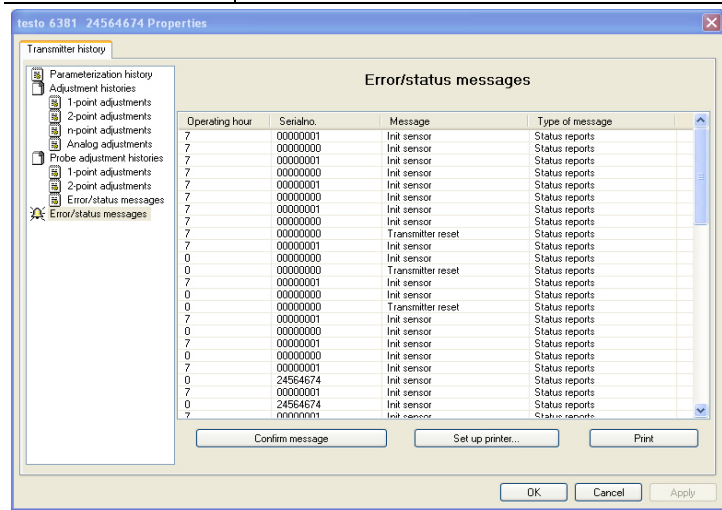 testo 6381 24564674 Properties
Transmitter history
Parameterization history
Adjustment histories
1-point adjustments
2-point adjustments
n-point adjustments
Analog adjustments
Probe adjustment histories
1-point adjustments
2-point adjustments
Error/status messages
Error/status messages
Error/status messages
Operating hour Serialno. Message Type of message
7 00000001 Init sensor Status reports
7 00000000 Init sensor Status reports
7 00000001 Init sensor Status reports
7 00000000 Init sensor Status reports
7 00000001 Init sensor Status reports
7 00000000 Init sensor Status reports
7 00000001 Init sensor Status reports
7 00000000 Init sensor Status reports
7 00000000 Transmitter reset Status reports
7 00000001 Init sensor Status reports
0 00000000 Init sensor Status reports
0 00000000 Transmitter reset Status reports
7 00000001 Init sensor Status reports
0 00000000 Init sensor Status reports
0 00000000 Transmitter reset Status reports
7 00000001 Init sensor Status reports
0 00000000 Init sensor Status reports
7 00000001 Init sensor Status reports
0 00000000 Init sensor Status reports
7 00000001 Init sensor Status reports
0 24564674 Init sensor Status reports
7 00000001 Init sensor Status reports
0 24564674 Init sensor Status reports
7 00000001 Init sensor Status reports
Confirm message Set up printer... Print
OK Cancel Apply